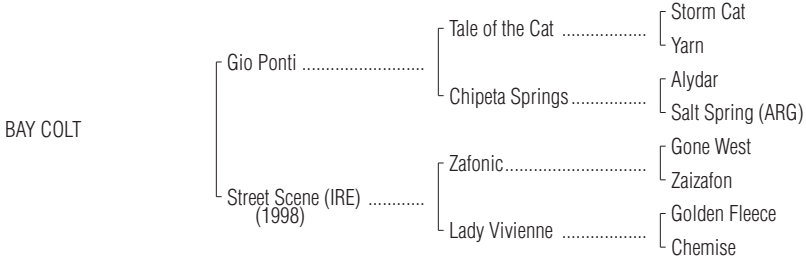 Storm Cat
Tale of the Cat ..................
Yarn
Gio Ponti ..........................
Alydar
Chipeta Springs ................
Salt Spring (ARG)
BAY COLT
Gone West
Zafonic ...........................
Zaizafon
Street Scene (IRE) ............
(1998)
Golden Fleece
Lady Vivienne ..................
Chemise